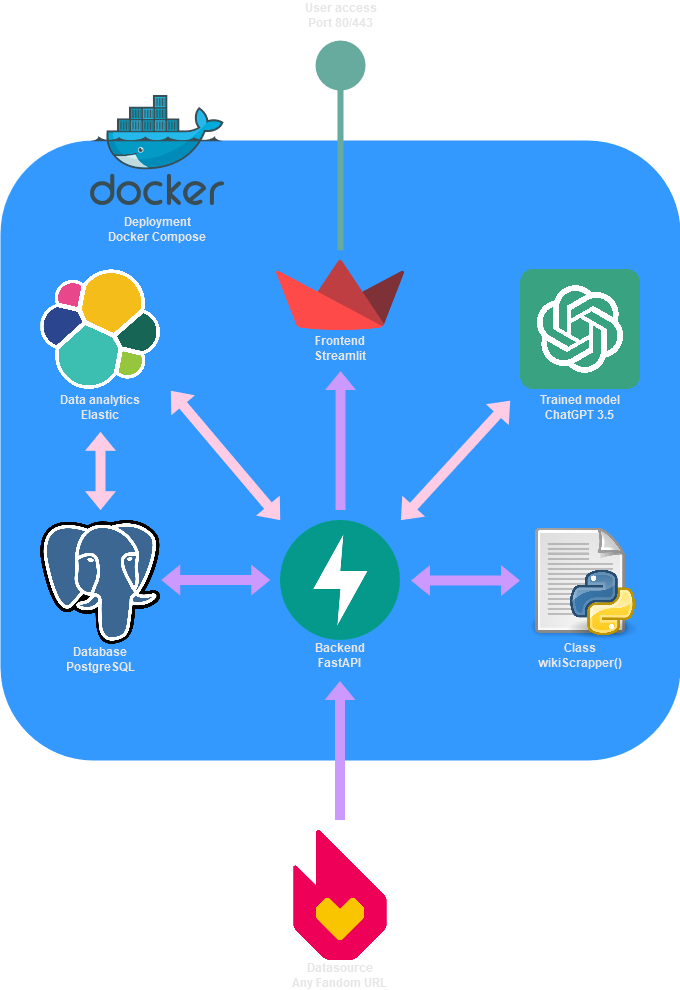 User access
Port 80/443
docker
Deployment
Docker Compose
Frontend
Streamlit
Data analytics
Elastic
Trained model
ChatGPT 3.5
Database
PostgreSQL
Backend
FastAPI
Class
wikiScrapper()
Datasource
Any Fandom URL